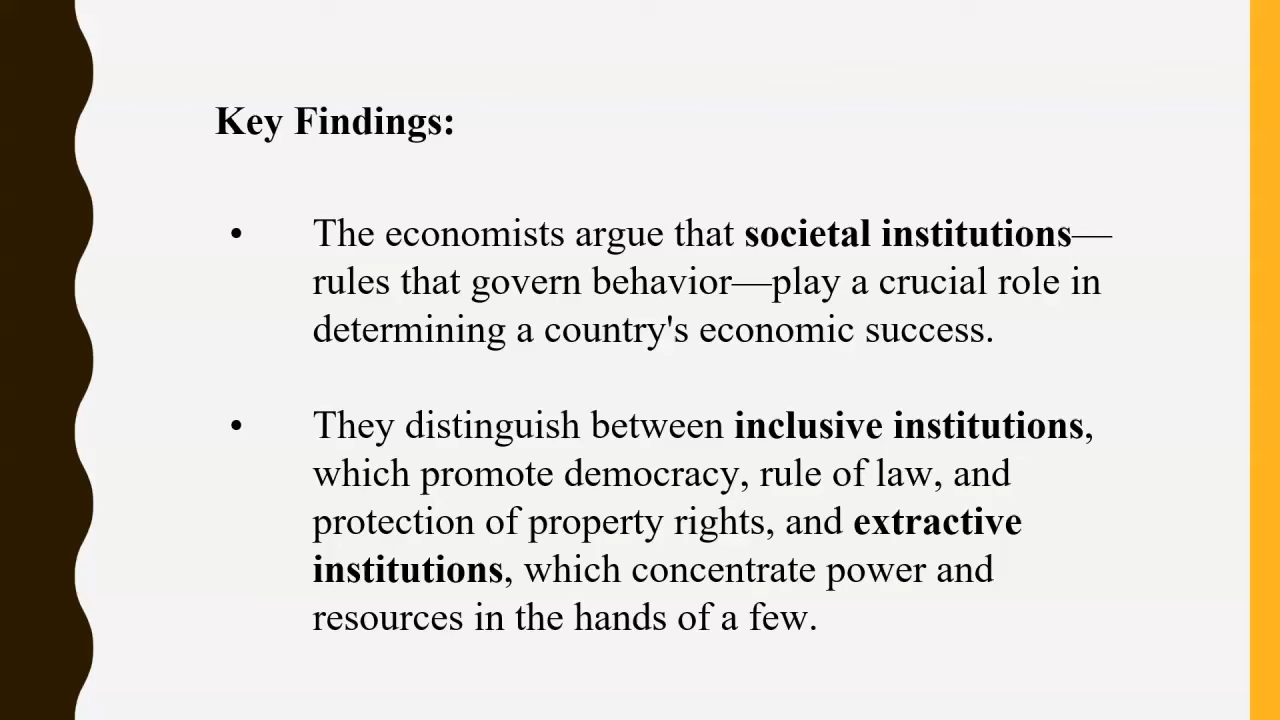 Key Findings:
• The economists argue that societal institutions—
rules that govern behavior—play a crucial role in
determining a country's economic success.
• They distinguish between inclusive institutions,
which promote democracy, rule of law, and
protection of property rights, and extractive
institutions, which concentrate power and
resources in the hands of a few.